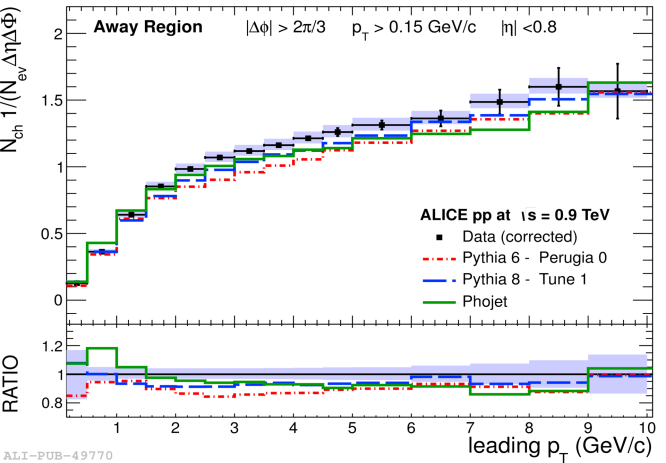 Away Region |Δϕ| > 2π/3 p_T > 0.15 GeV/c |η| <0.8
N_ch 1/(N_ev ΔηΔΦ)
2
1.5
1
0.5
0
ALICE pp at √s = 0.9 TeV
Data (corrected)
Pythia 6 - Perugia 0
Pythia 8 - Tune 1
Phojet
RATIO
1.2
1
0.8
1 2 3 4 5 6 7 8 9 10
leading p_T (GeV/c)
ALI-PUB-49770